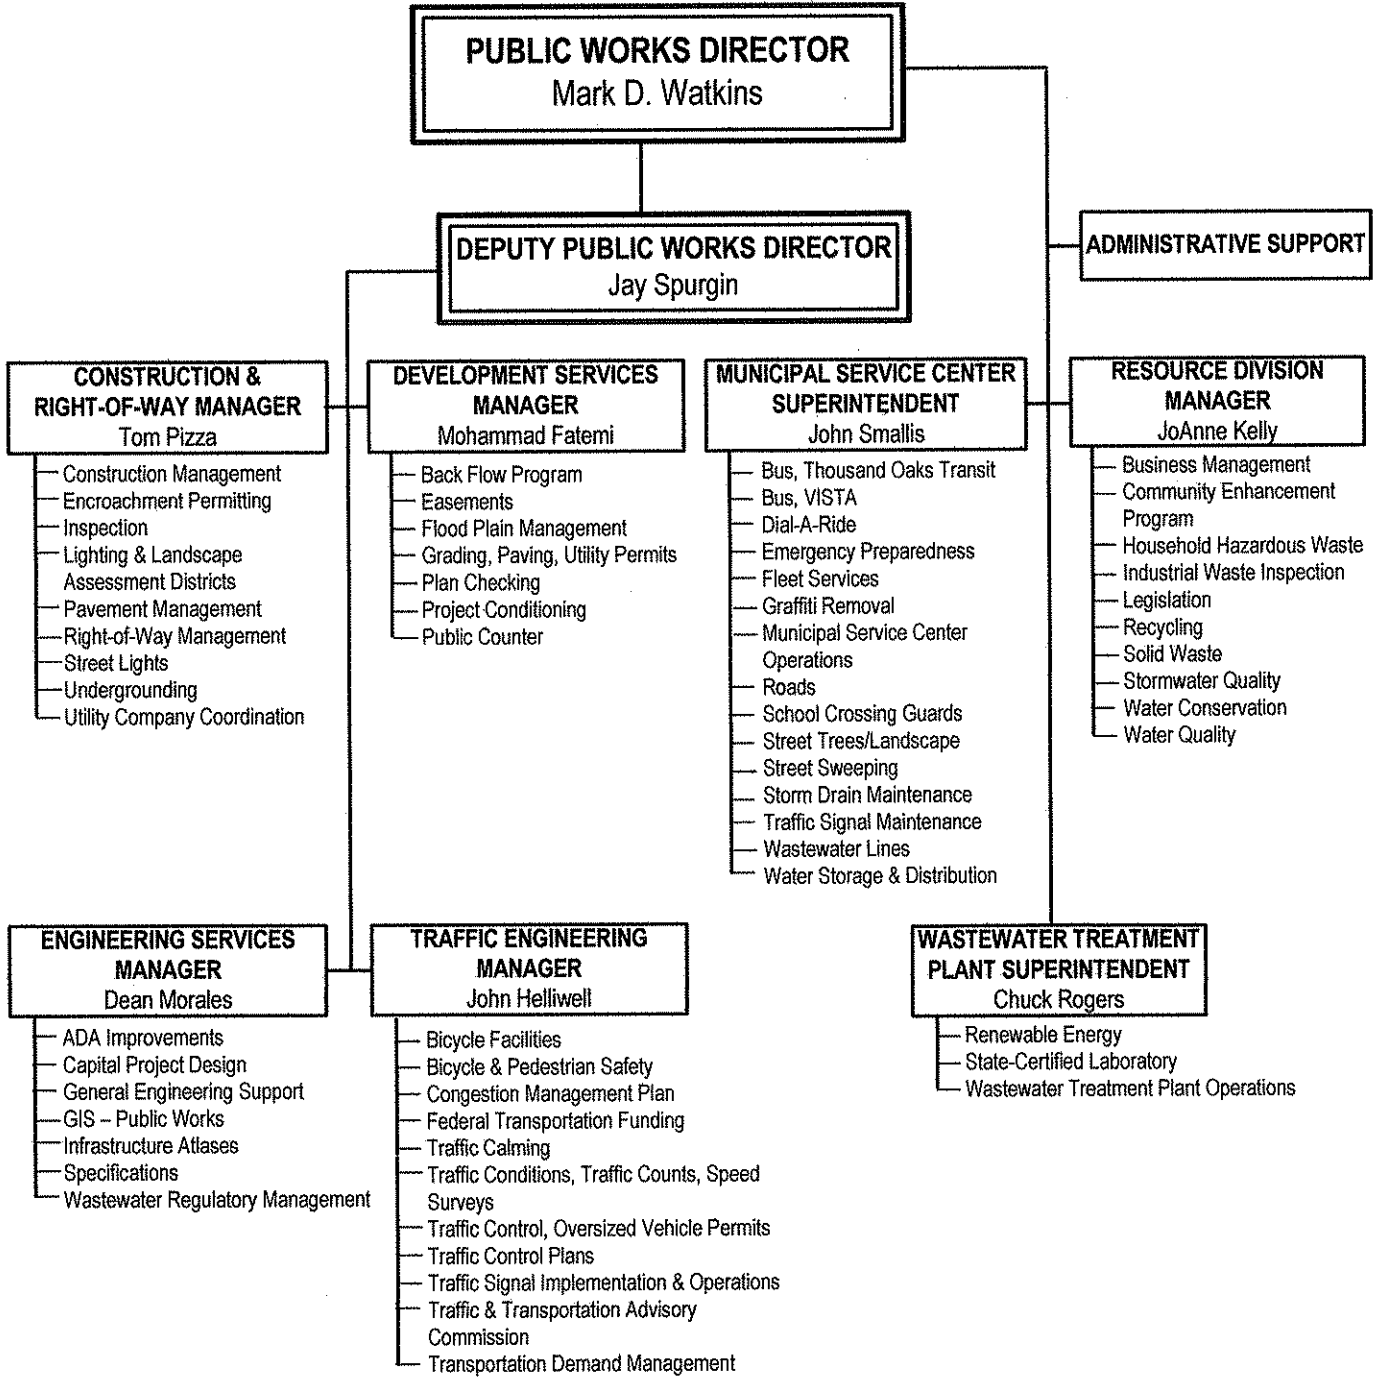 PUBLIC WORKS DIRECTOR
Mark D. Watkins
DEPUTY PUBLIC WORKS DIRECTOR
Jay Spurgin
ADMINISTRATIVE SUPPORT
CONSTRUCTION &
RIGHT-OF-WAY MANAGER
Tom Pizza
Construction Management
Encroachment Permitting
Inspection
Lighting & Landscape
Assessment Districts
Pavement Management
Right-of-Way Management
Street Lights
Undergrounding
Utility Company Coordination
DEVELOPMENT SERVICES
MANAGER
Mohammad Fatemi
Back Flow Program
Easements
Flood Plain Management
Grading, Paving, Utility Permits
Plan Checking
Project Conditioning
Public Counter
MUNICIPAL SERVICE CENTER
SUPERINTENDENT
John Smallis
Bus, Thousand Oaks Transit
Bus, VISTA
Dial-A-Ride
Emergency Preparedness
Fleet Services
Graffiti Removal
Municipal Service Center
Operations
Roads
School Crossing Guards
Street Trees/Landscape
Street Sweeping
Storm Drain Maintenance
Traffic Signal Maintenance
Wastewater Lines
Water Storage & Distribution
RESOURCE DIVISION
MANAGER
JoAnne Kelly
Business Management
Community Enhancement
Program
Household Hazardous Waste
Industrial Waste Inspection
Legislation
Recycling
Solid Waste
Stormwater Quality
Water Conservation
Water Quality
ENGINEERING SERVICES
MANAGER
Dean Morales
ADA Improvements
Capital Project Design
General Engineering Support
GIS – Public Works
Infrastructure Atlases
Specifications
Wastewater Regulatory Management
TRAFFIC ENGINEERING
MANAGER
John Helliwell
Bicycle Facilities
Bicycle & Pedestrian Safety
Congestion Management Plan
Federal Transportation Funding
Traffic Calming
Traffic Conditions, Traffic Counts, Speed
Surveys
Traffic Control, Oversized Vehicle Permits
Traffic Control Plans
Traffic Signal Implementation & Operations
Traffic & Transportation Advisory
Commission
Transportation Demand Management
WASTEWATER TREATMENT
PLANT SUPERINTENDENT
Chuck Rogers
Renewable Energy
State-Certified Laboratory
Wastewater Treatment Plant Operations